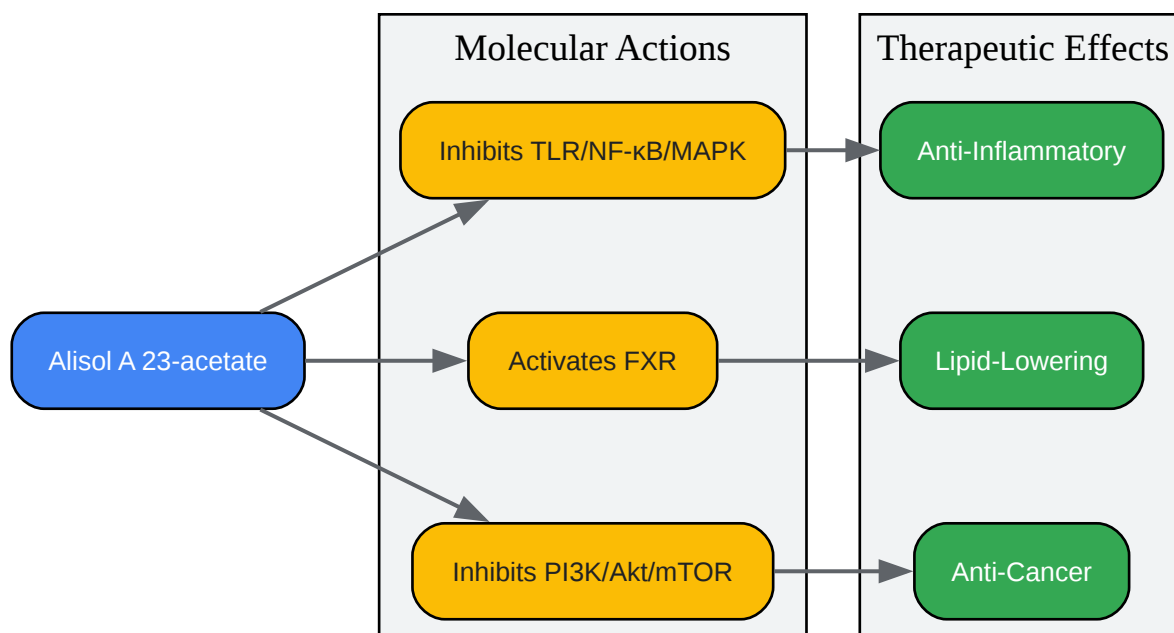 Molecular Actions
Therapeutic Effects
Inhibits TLR/NF-κB/MAPK
Anti-Inflammatory
Alisol A 23-acetate
Activates FXR
Lipid-Lowering
Inhibits PI3K/Akt/mTOR
Anti-Cancer